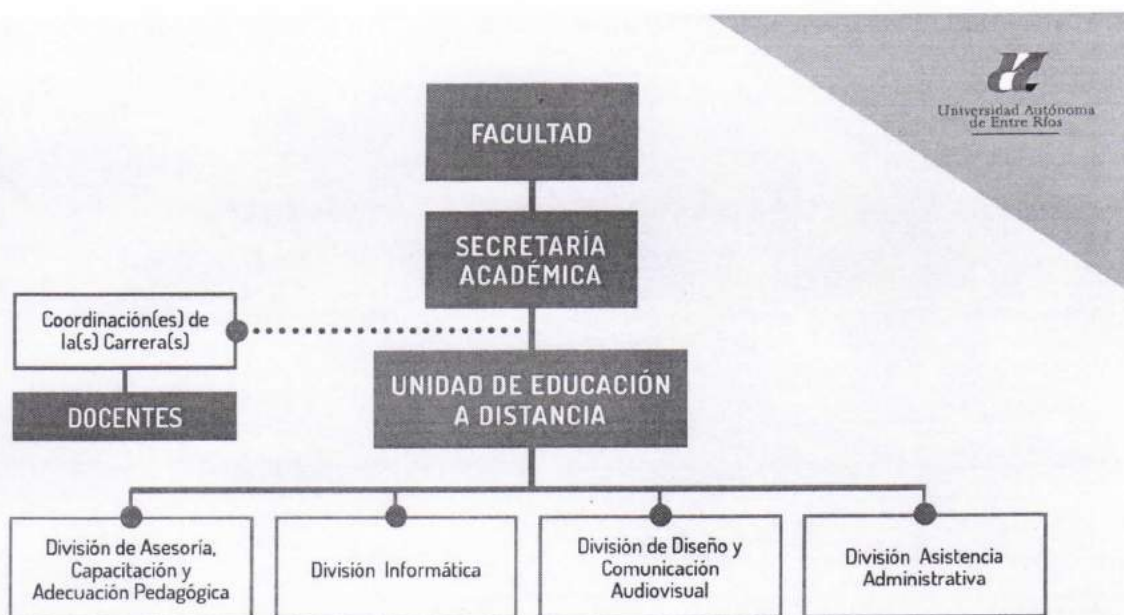 Universidad Autónoma
de Entre Ríos
FACULTAD
SECRETARÍA
ACADÉMICA
Coordinación(es) de
la(s) Carrera(s)
DOCENTES
UNIDAD DE EDUCACIÓN
A DISTANCIA
División de Asesoría,
Capacitación y
Adecuación Pedagógica
División Informática
División de Diseño y
Comunicación
Audiovisual
División Asistencia
Administrativa